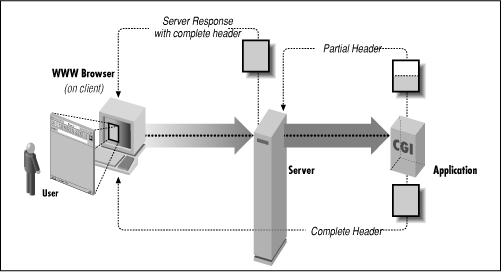 Server Response
with complete header
Partial Header
WWW Browser
(on client)
CGI
User
Server
Application
Complete Header